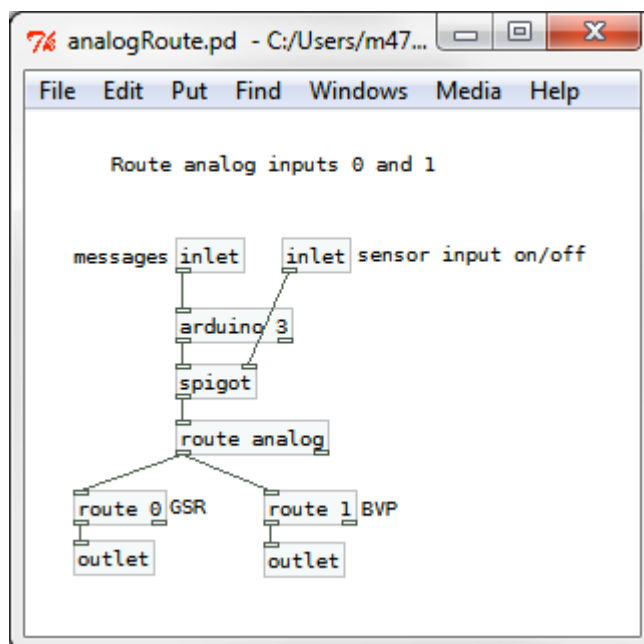 analogRoute.pd - C:/Users/m47...
File Edit Put Find Windows Media Help
Route analog inputs 0 and 1
messages inlet inlet sensor input on/off
arduino 3
spigot
route analog
route 0 GSR route 1 BVP
outlet outlet